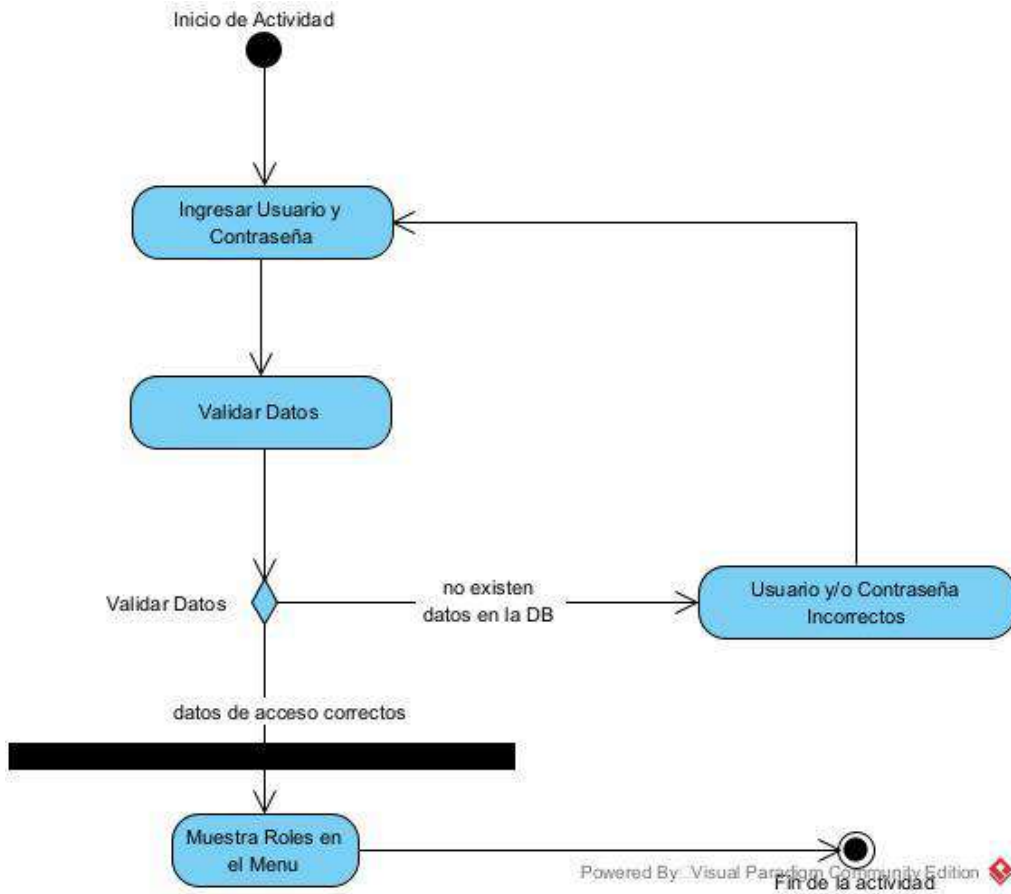 Inicio de Actividad
Ingresar Usuario y
Contraseña
Validar Datos
Validar Datos
no existen
datos en la DB
Usuario y/o Contraseña
Incorrectos
datos de acceso correctos
Muestra Roles en
el Menu
Powered By Visual Paradigm Community Edition
Fin de la actividad